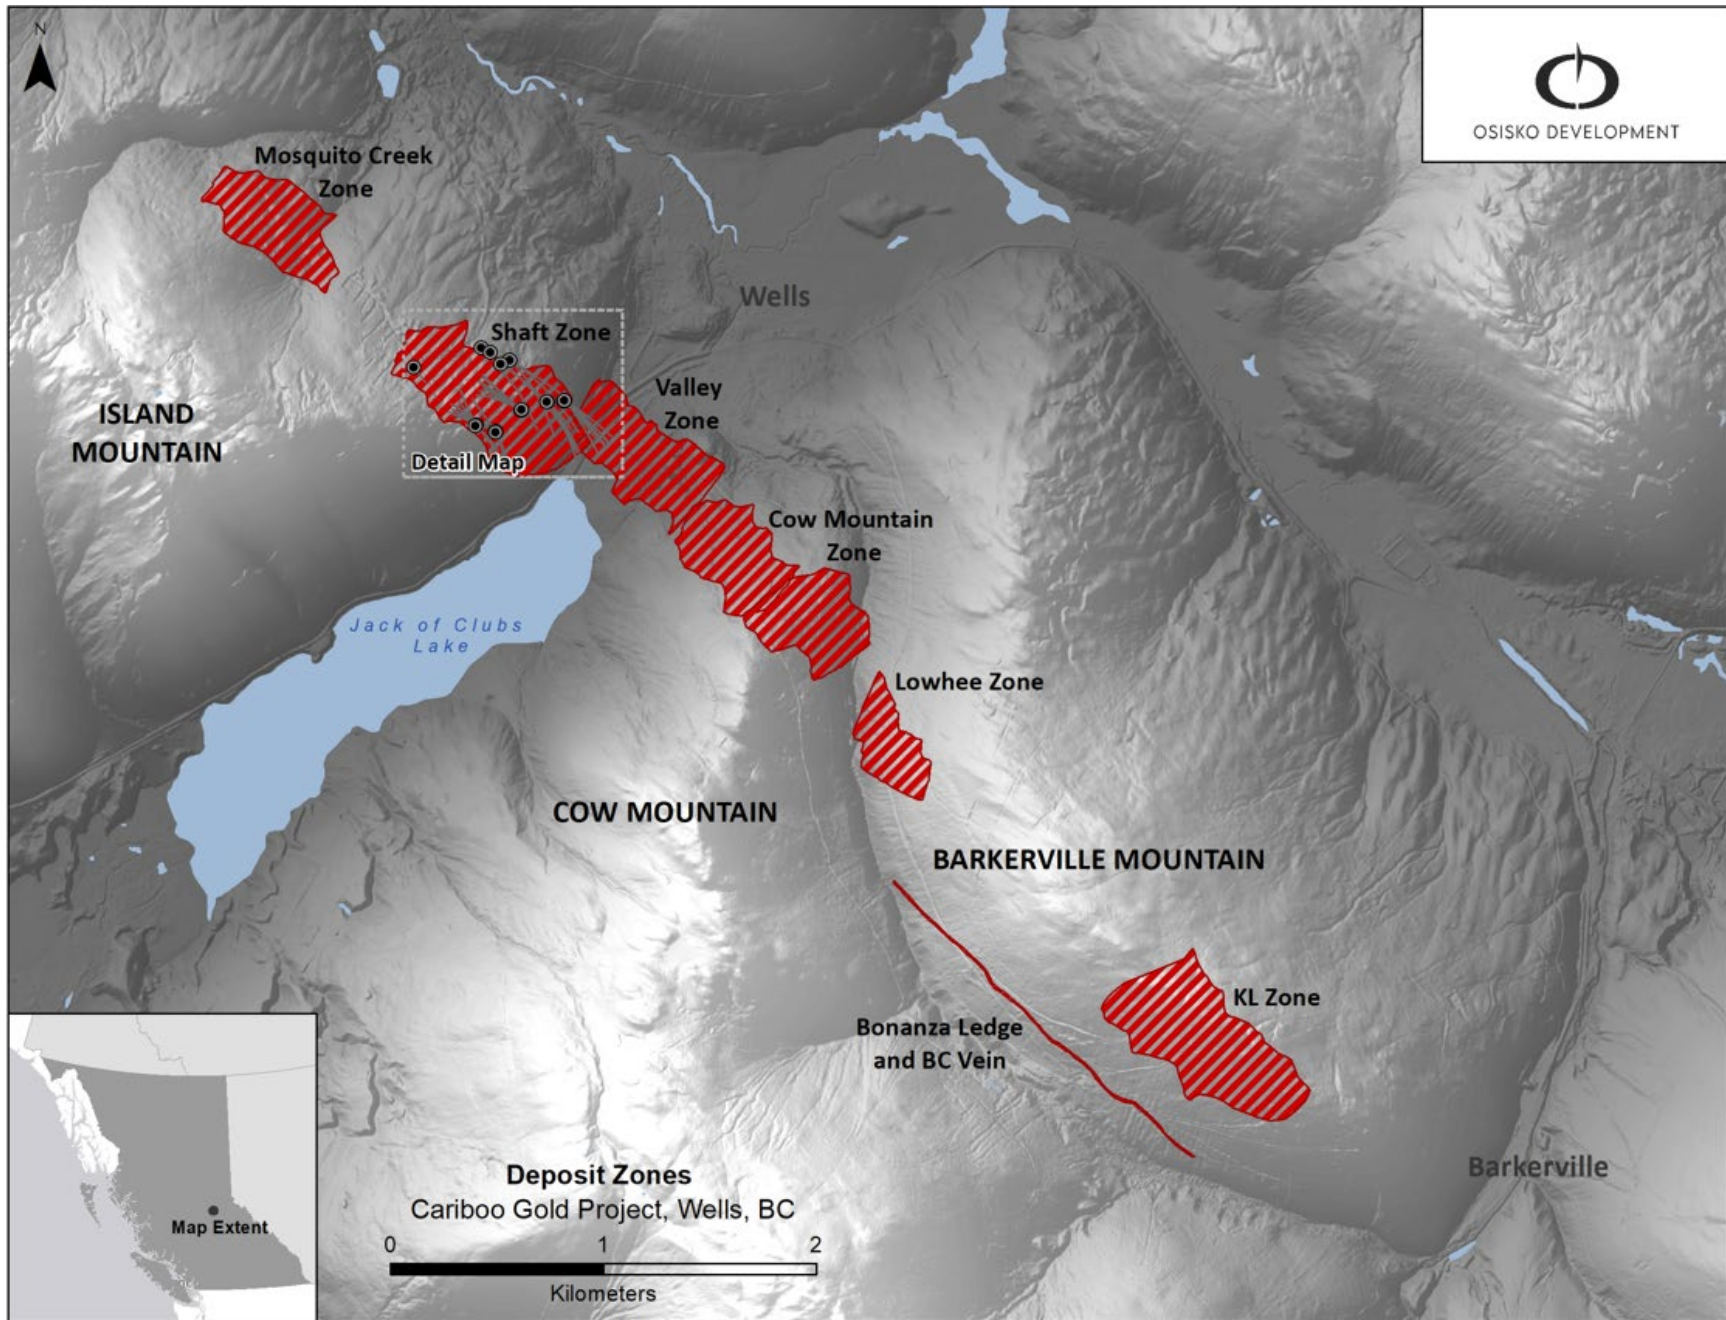 N
OSISKO DEVELOPMENT
Mosquito Creek
Zone
Wells
Shaft Zone
Valley
Zone
ISLAND
MOUNTAIN
Detail Map
Cow Mountain
Zone
Jack of Clubs
Lake
Lowhee Zone
COW MOUNTAIN
BARKERVILLE MOUNTAIN
KL Zone
Bonanza Ledge
and BC Vein
Barkerville
Map Extent
Deposit Zones
Cariboo Gold Project, Wells, BC
0 1 2
Kilometers